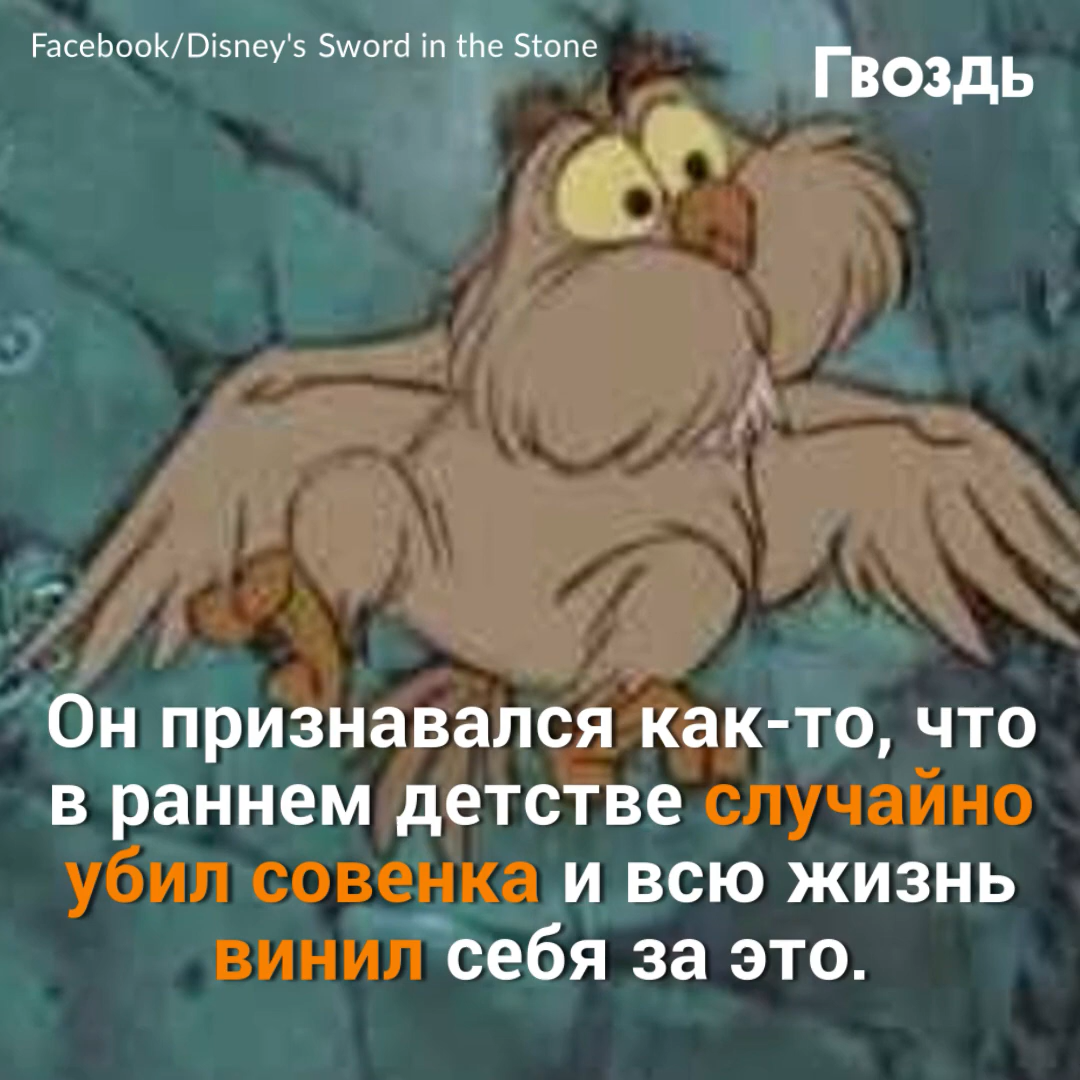 Facebook/Disney's Sword in the Stone
Гвоздь
Он признавался как-то, что
в раннем детстве случайно
убил совенка и всю жизнь
винил себя за это.